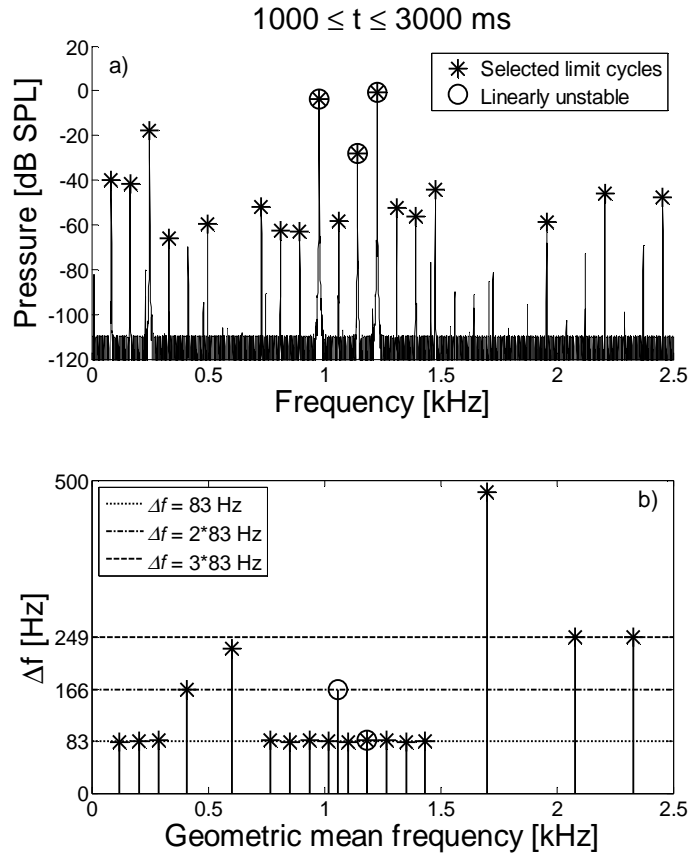 1000 ≤ t ≤ 3000 ms
a)
Selected limit cycles
Linearly unstable
20
0
-20
-40
-60
-80
-100
-120
Pressure [dB SPL]
0 0.5 1 1.5 2 2.5
Frequency [kHz]
b)
Δf = 83 Hz
Δf = 2*83 Hz
Δf = 3*83 Hz
500
249
166
83
0
Δf [Hz]
0 0.5 1 1.5 2 2.5
Geometric mean frequency [kHz]